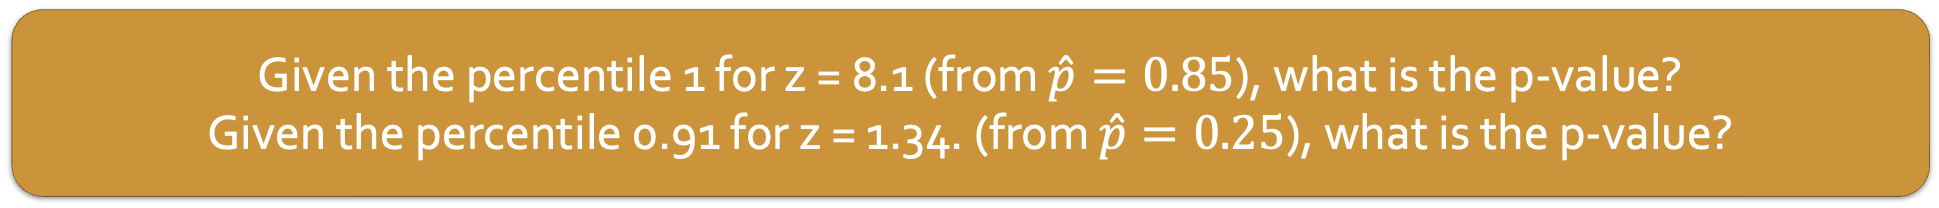 Given the percentile 1 for z = 8.1 (from p̂ = 0.85), what is the p-value?
Given the percentile 0.91 for z = 1.34. (from p̂ = 0.25), what is the p-value?